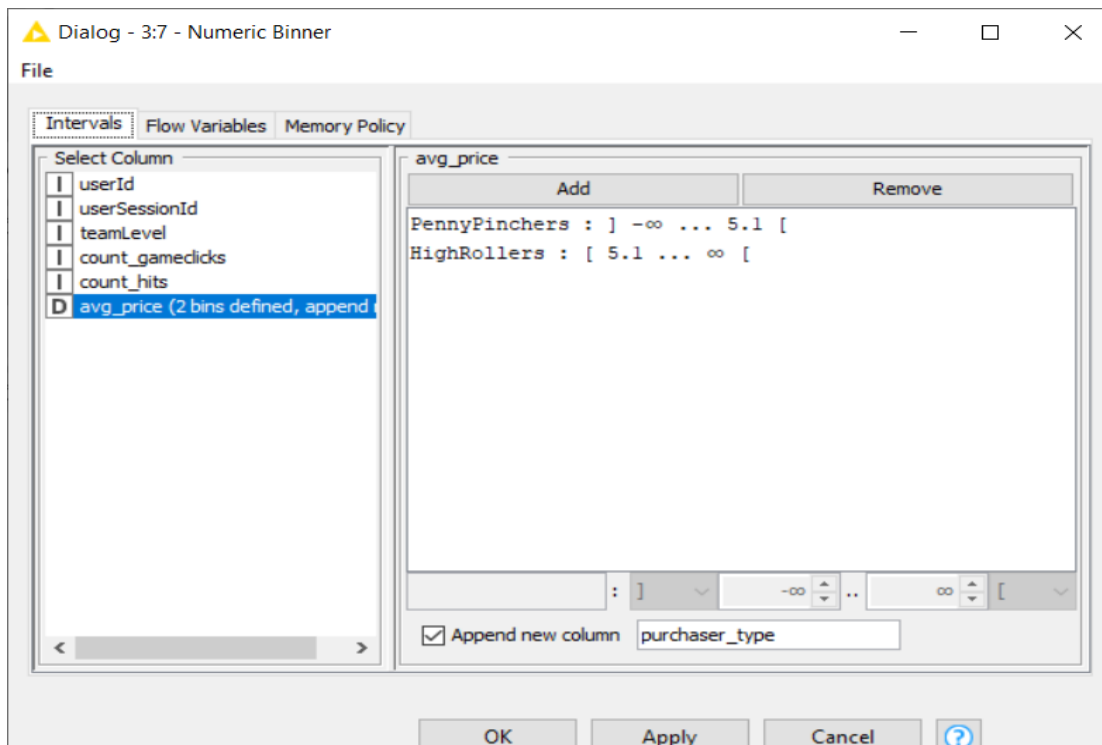 Dialog - 3:7 - Numeric Binner
File
Intervals Flow Variables Memory Policy
Select Column
I userId
I userSessionId
I teamLevel
I count_gameclicks
I count_hits
D avg_price (2 bins defined, append
avg_price
Add Remove
PennyPinchers : ] -∞ ... 5.1 [
HighRollers : [ 5.1 ... ∞ [
: ] -∞ .. ∞ [
Append new column purchaser_type
OK Apply Cancel ?